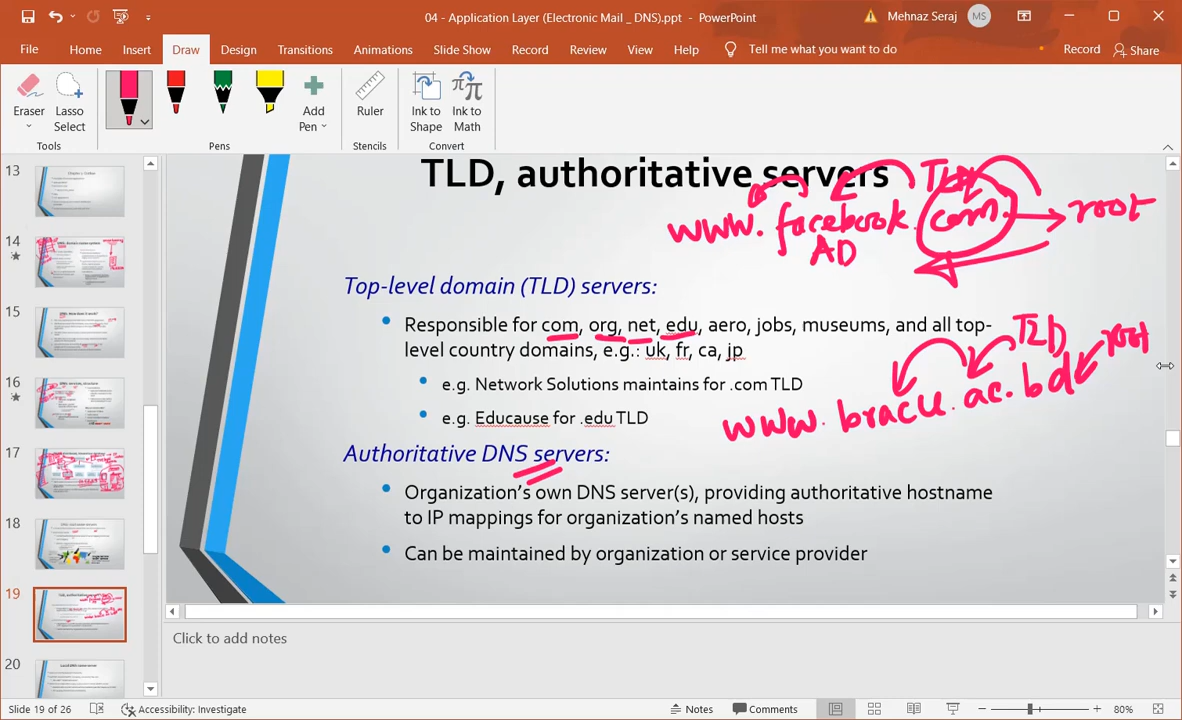 04 - Application Layer (Electronic Mail _ DNS).ppt - PowerPoint
Mehnaz Seraj
MS
File
Home
Insert
Draw
Design
Transitions
Animations
Slide Show
Record
Review
View
Help
Tell me what you want to do
Record
Share
Eraser
Lasso
Select
Add
Pen
Ruler
Ink to
Shape
Ink to
Math
Tools
Pens
Stencils
Convert
13
14
15
16
17
18
19
20
TLD, authoritative servers
TLD
www.facebook.com.
root
AD
Top-level domain (TLD) servers:
Responsible for com, org, net, edu, aero, jobs, museums, and all top-
level country domains, e.g.: uk, fr, ca, jp
e.g. Network Solutions maintains for .com TLD
e.g. Educause for .edu TLD
TLD
root
www.bracu.ac.bd
Authoritative DNS servers:
Organization's own DNS server(s), providing authoritative hostname
to IP mappings for organization's named hosts
Can be maintained by organization or service provider
Click to add notes
Slide 19 of 26
Accessibility: Investigate
Notes
Comments
80%